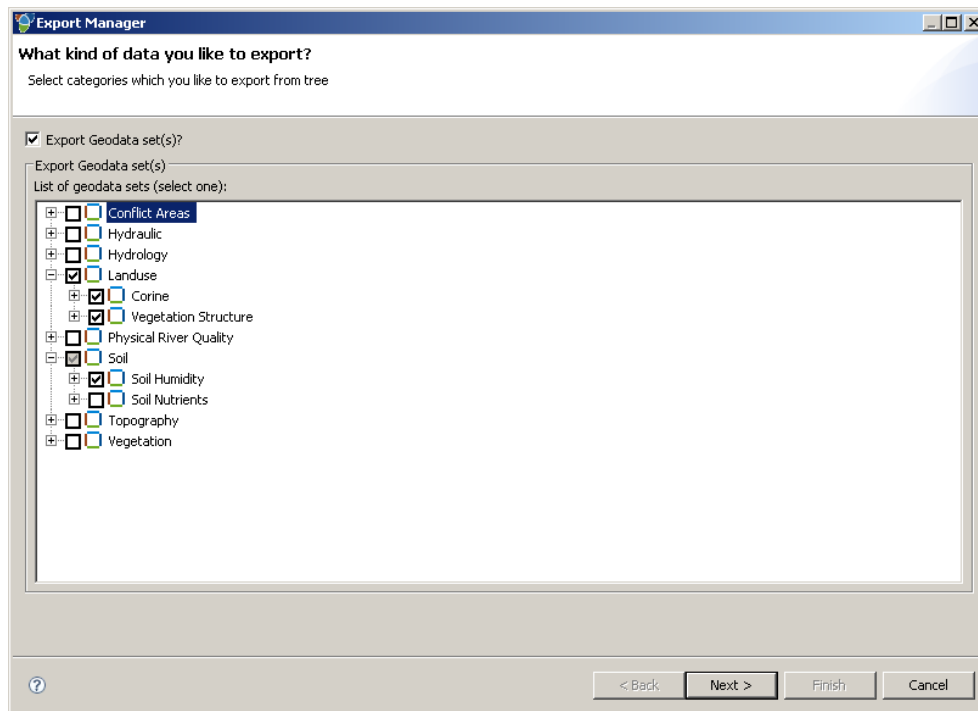 Export Manager
What kind of data you like to export?
Select categories which you like to export from tree
Export Geodata set(s)?
Export Geodata set(s)
List of geodata sets (select one):
Conflict Areas
Hydraulic
Hydrology
Landuse
Corine
Vegetation Structure
Physical River Quality
Soil
Soil Humidity
Soil Nutrients
Topography
Vegetation
< Back Next > Finish Cancel